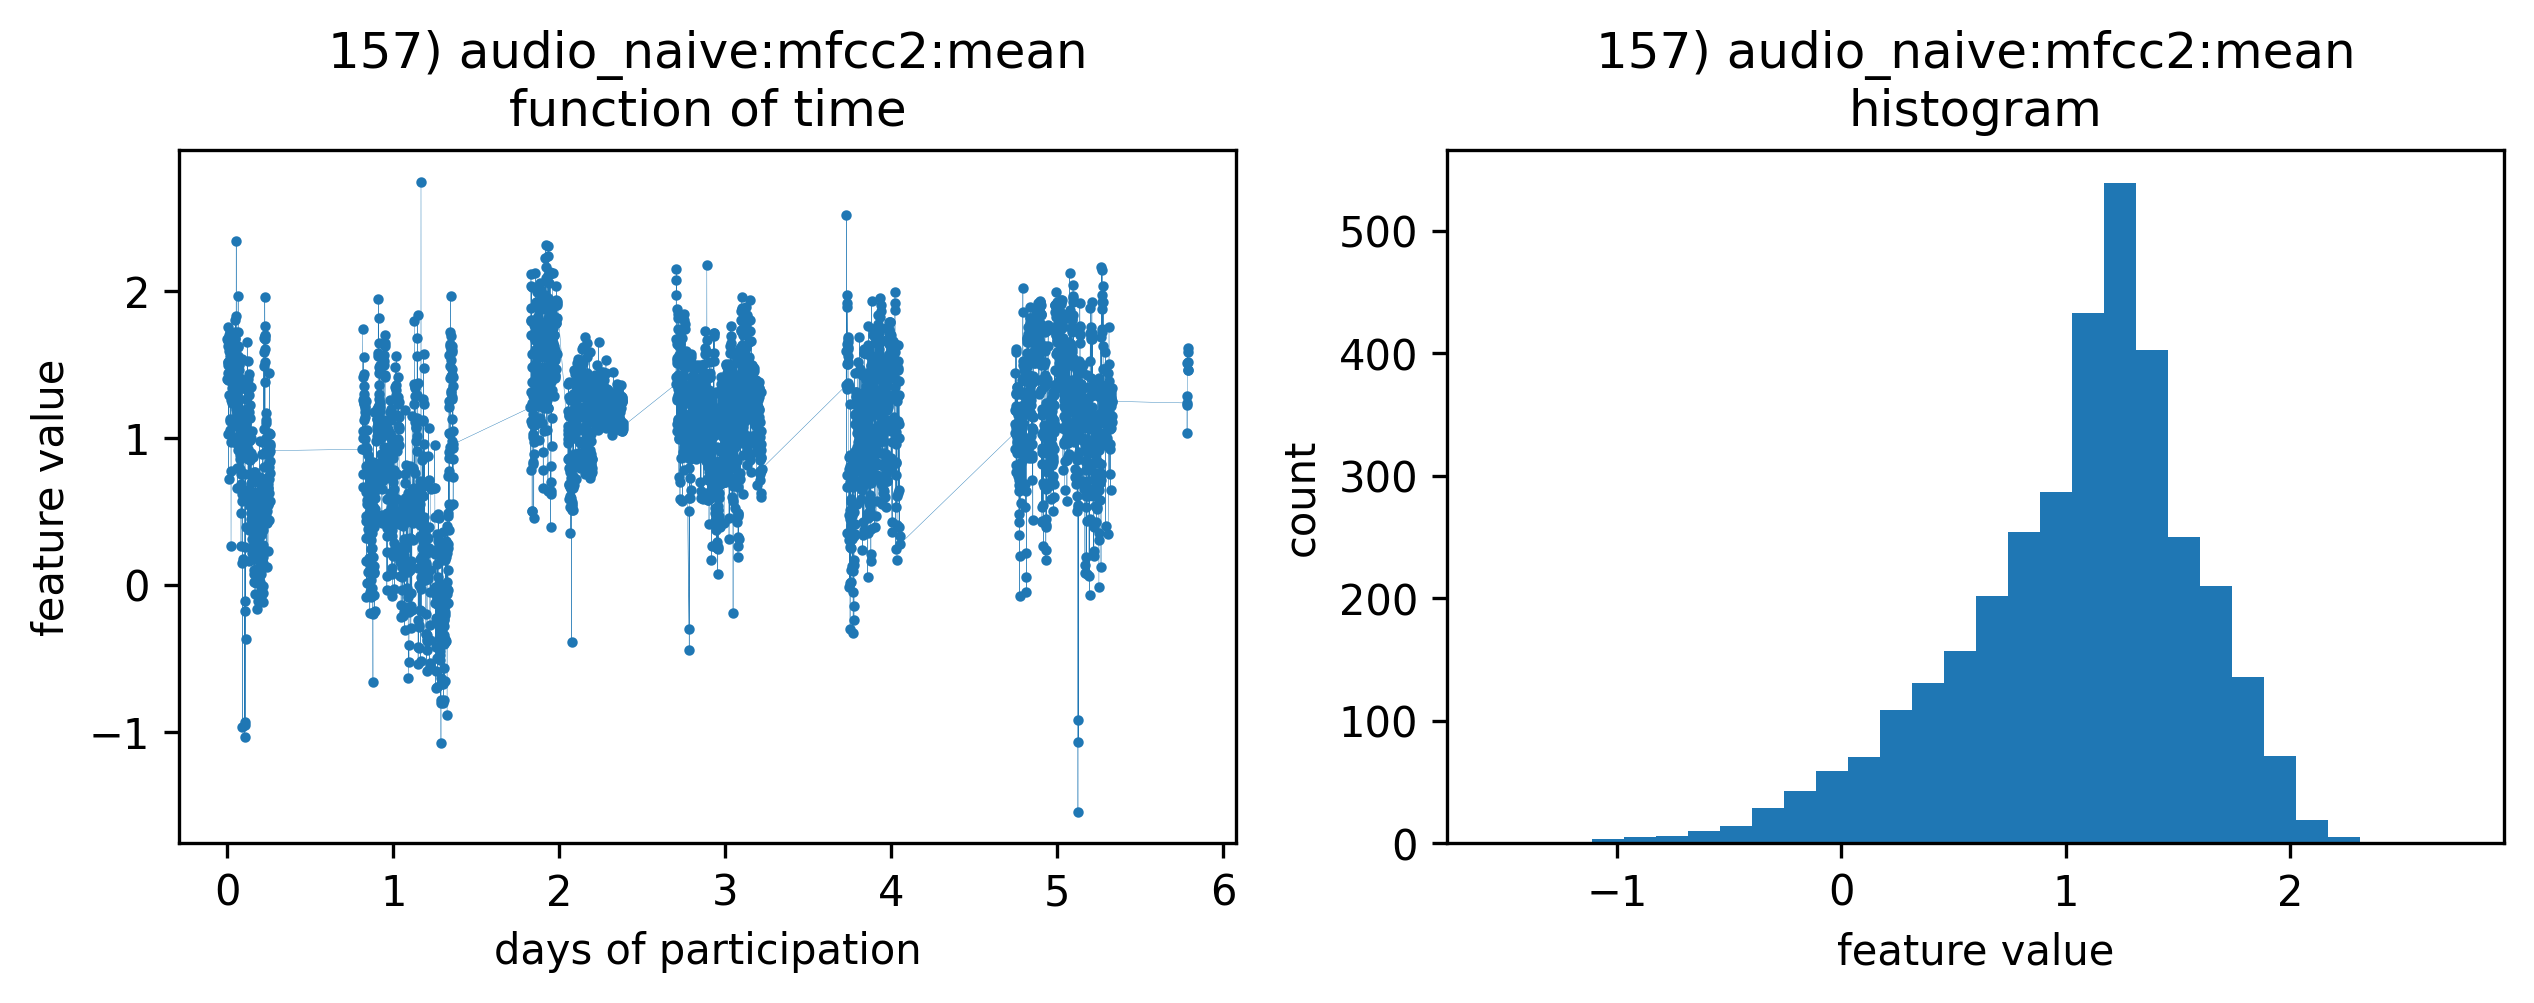 157) audio_naive:mfcc2:mean
function of time
feature value
2
1
0
−1
0 1 2 3 4 5 6
days of participation
157) audio_naive:mfcc2:mean
histogram
count
500
400
300
200
100
0
−1 0 1 2
feature value